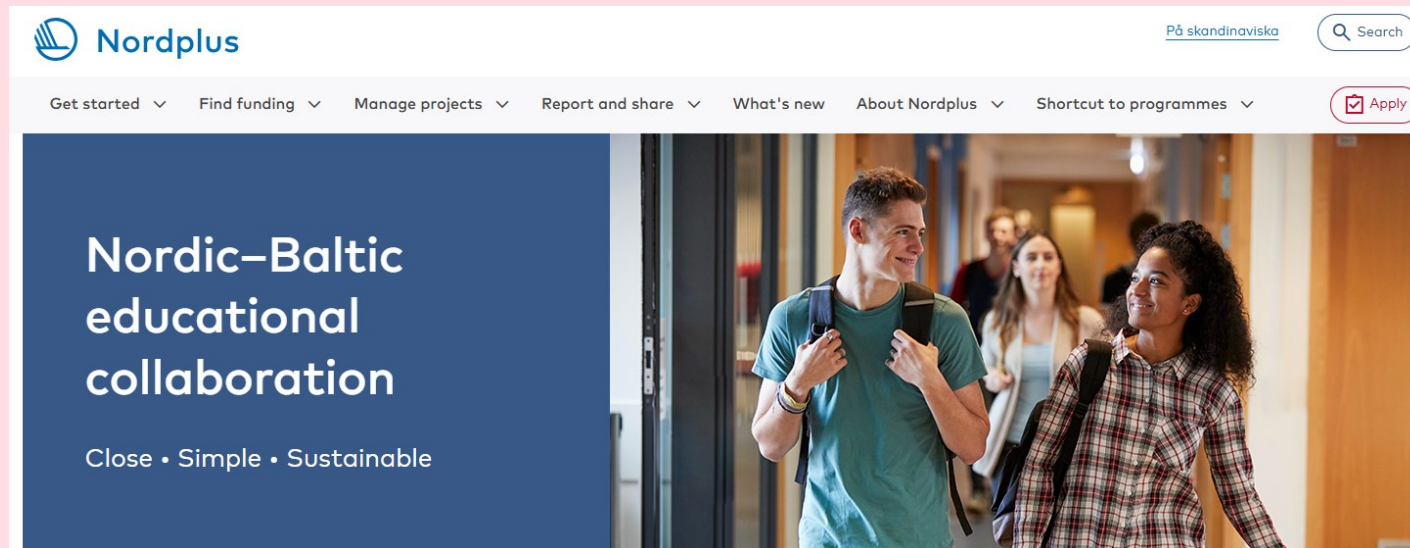 Nordplus
På skandinaviska
Search
Get started
Find funding
Manage projects
Report and share
What's new
About Nordplus
Shortcut to programmes
Apply
Nordic–Baltic
educational
collaboration
Close • Simple • Sustainable